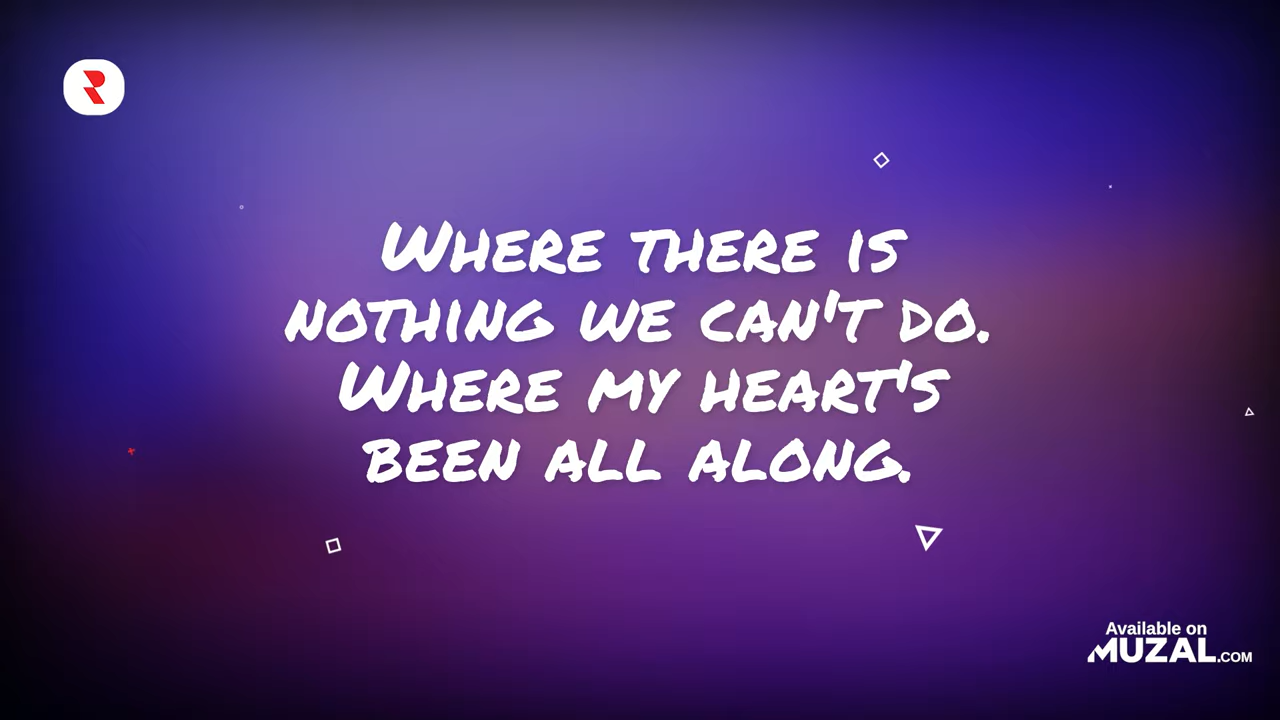 Where there is
nothing we can't do.
Where my heart's
been all along.
Available on
MUZAL.COM